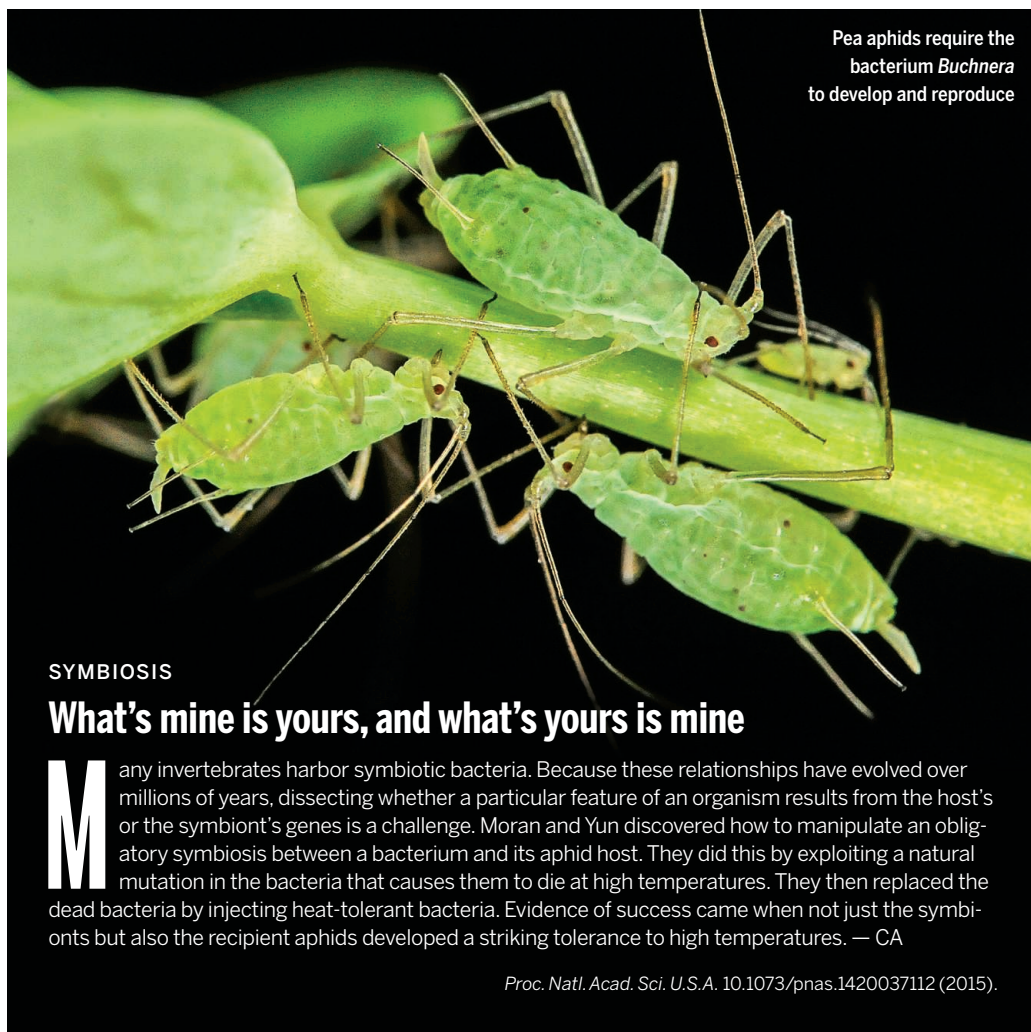 Pea aphids require the
bacterium Buchnera
to develop and reproduce
SYMBIOSIS
What’s mine is yours, and what’s yours is mine
Many invertebrates harbor symbiotic bacteria. Because these relationships have evolved over
millions of years, dissecting whether a particular feature of an organism results from the host’s
or the symbiont’s genes is a challenge. Moran and Yun discovered how to manipulate an oblig-
atory symbiosis between a bacterium and its aphid host. They did this by exploiting a natural
mutation in the bacteria that causes them to die at high temperatures. They then replaced the
dead bacteria by injecting heat-tolerant bacteria. Evidence of success came when not just the symbi-
onts but also the recipient aphids developed a striking tolerance to high temperatures. — CA
Proc. Natl. Acad. Sci. U.S.A. 10.1073/pnas.1420037112 (2015).